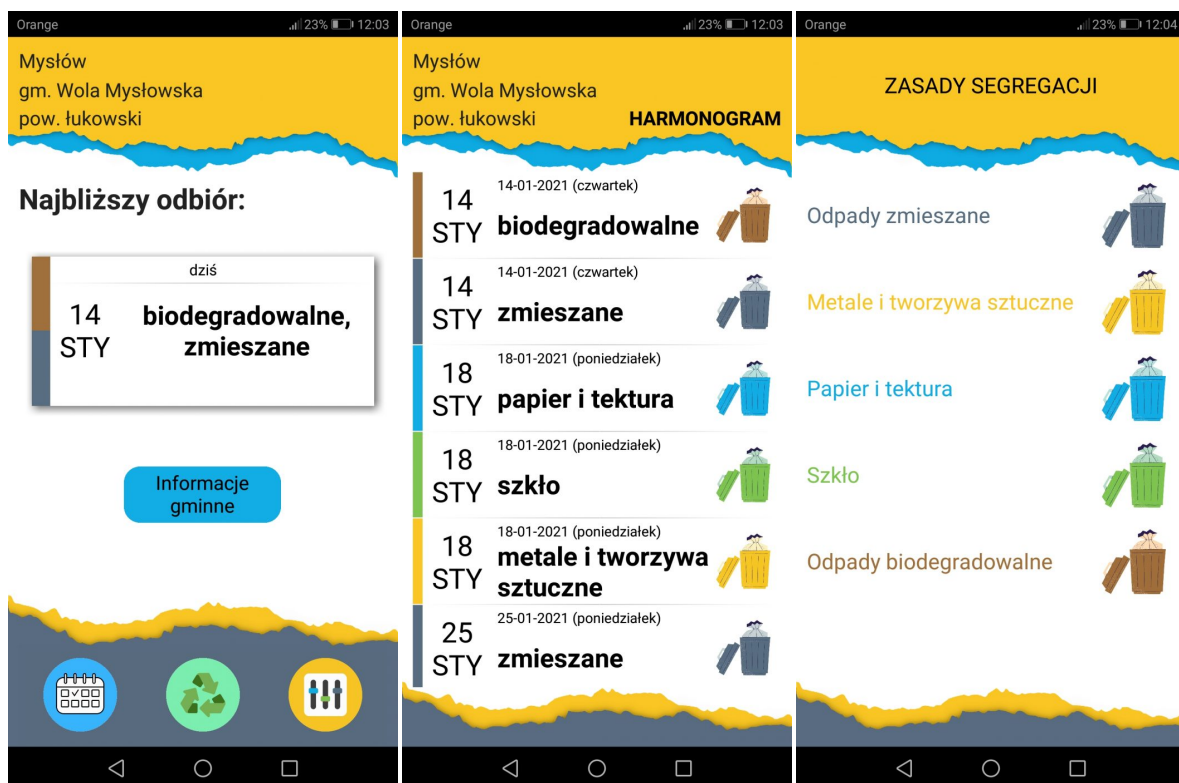 Orange
23%
12:03
Mysłów
gm. Wola Mysłowska
pow. łukowski
Najbliższy odbiór:
dziś
14
STY
biodegradowalne,
zmieszane
Informacje
gminne
Orange
23%
12:03
Mysłów
gm. Wola Mysłowska
pow. łukowski
HARMONOGRAM
14-01-2021 (czwartek)
14
STY
biodegradowalne
14-01-2021 (czwartek)
14
STY
zmieszane
18-01-2021 (poniedziałek)
18
STY
papier i tektura
18-01-2021 (poniedziałek)
18
STY
szkło
18-01-2021 (poniedziałek)
18
STY
metale i tworzywa
sztuczne
25-01-2021 (poniedziałek)
25
STY
zmieszane
Orange
23%
12:04
ZASADY SEGREGACJI
Odpady zmieszane
Metale i tworzywa sztuczne
Papier i tektura
Szkło
Odpady biodegradowalne